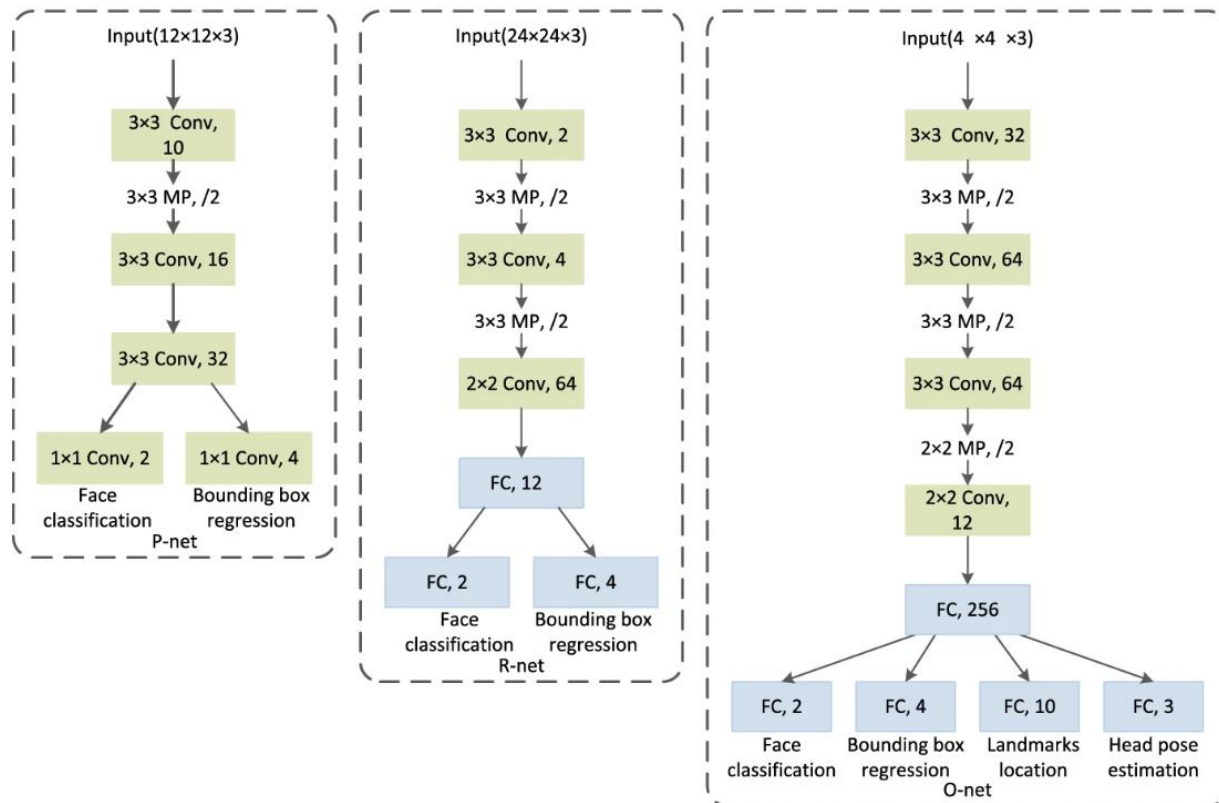 Input(12×12×3)
3×3 Conv,
10
3×3 MP, /2
3×3 Conv, 16
3×3 Conv, 32
1×1 Conv, 2
1×1 Conv, 4
Face
classification
Bounding box
regression
P-net
Input(24×24×3)
3×3 Conv, 2
3×3 MP, /2
3×3 Conv, 4
3×3 MP, /2
2×2 Conv, 64
FC, 12
FC, 2
FC, 4
Face
classification
Bounding box
regression
R-net
Input(4 ×4 ×3)
3×3 Conv, 32
3×3 MP, /2
3×3 Conv, 64
3×3 MP, /2
3×3 Conv, 64
2×2 MP, /2
2×2 Conv,
12
FC, 256
FC, 2
FC, 4
FC, 10
FC, 3
Face
classification
Bounding box
regression
Landmarks
location
Head pose
estimation
O-net